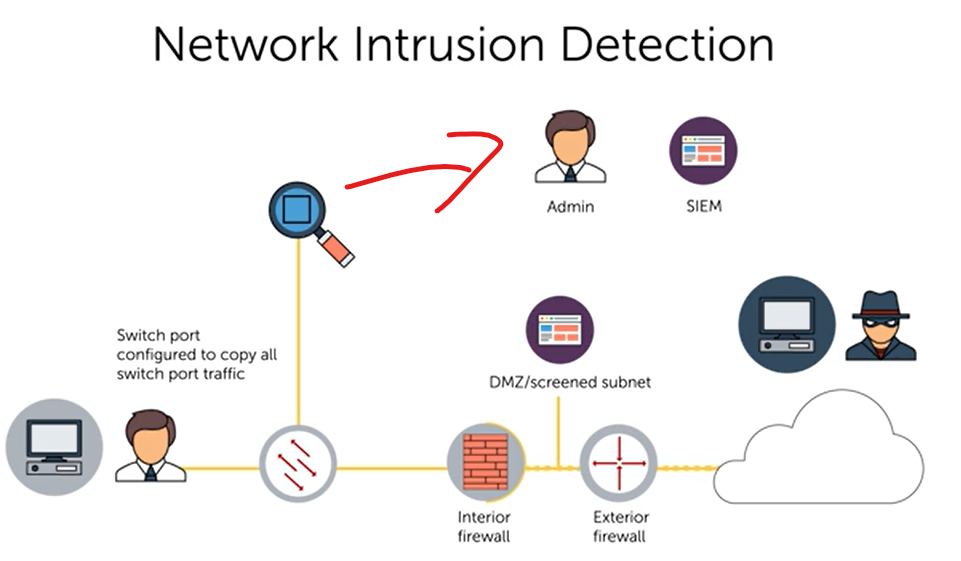 Network Intrusion Detection
Admin
SIEM
Switch port
configured to copy all
switch port traffic
DMZ/screened subnet
Interior
firewall
Exterior
firewall